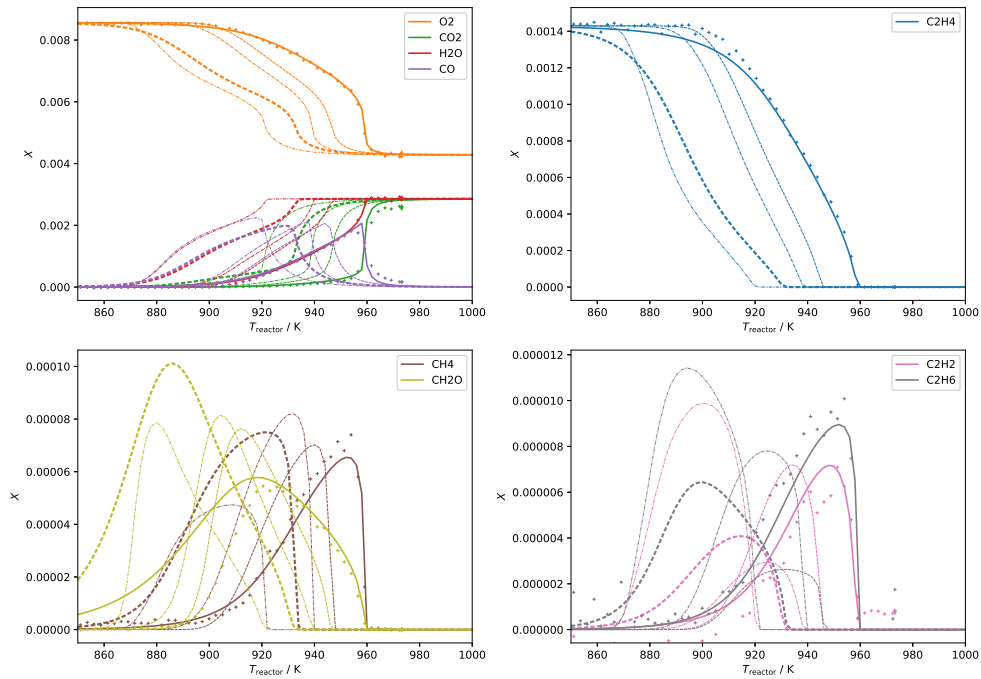 O2
CO2
H2O
CO
0.008
0.006
0.004
0.002
0.000
X
860 880 900 920 940 960 980 1000
Treactor / K
C2H4
0.0014
0.0012
0.0010
0.0008
0.0006
0.0004
0.0002
0.0000
X
860 880 900 920 940 960 980 1000
Treactor / K
CH4
CH2O
0.00010
0.00008
0.00006
0.00004
0.00002
0.00000
X
860 880 900 920 940 960 980 1000
Treactor / K
C2H2
C2H6
0.000012
0.000010
0.000008
0.000006
0.000004
0.000002
0.000000
X
860 880 900 920 940 960 980 1000
Treactor / K